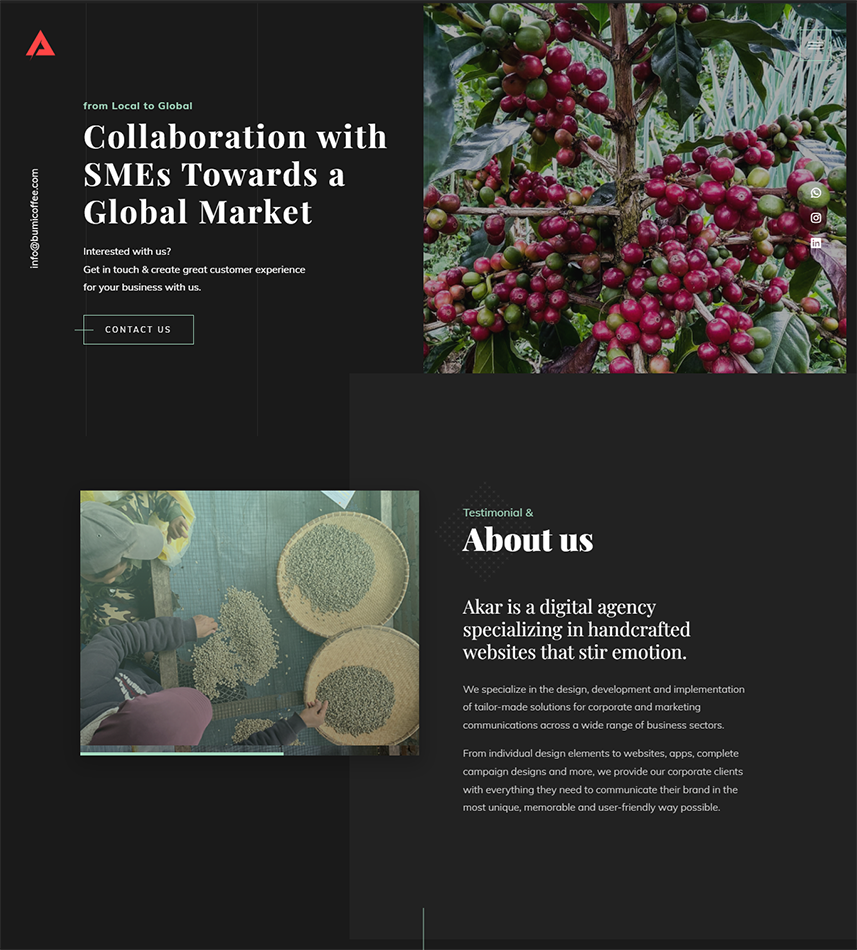 from Local to Global
Collaboration with
SMEs Towards a
Global Market
info@bumicoffee.com
Interested with us?
Get in touch & create great customer experience
for your business with us.
CONTACT US
Testimonial &
About us
Akar is a digital agency
specializing in handcrafted
websites that stir emotion.
We specialize in the design, development and implementation
of tailor-made solutions for corporate and marketing
communications across a wide range of business sectors.
From individual design elements to websites, apps, complete
campaign designs and more, we provide our corporate clients
with everything they need to communicate their brand in the
most unique, memorable and user-friendly way possible.